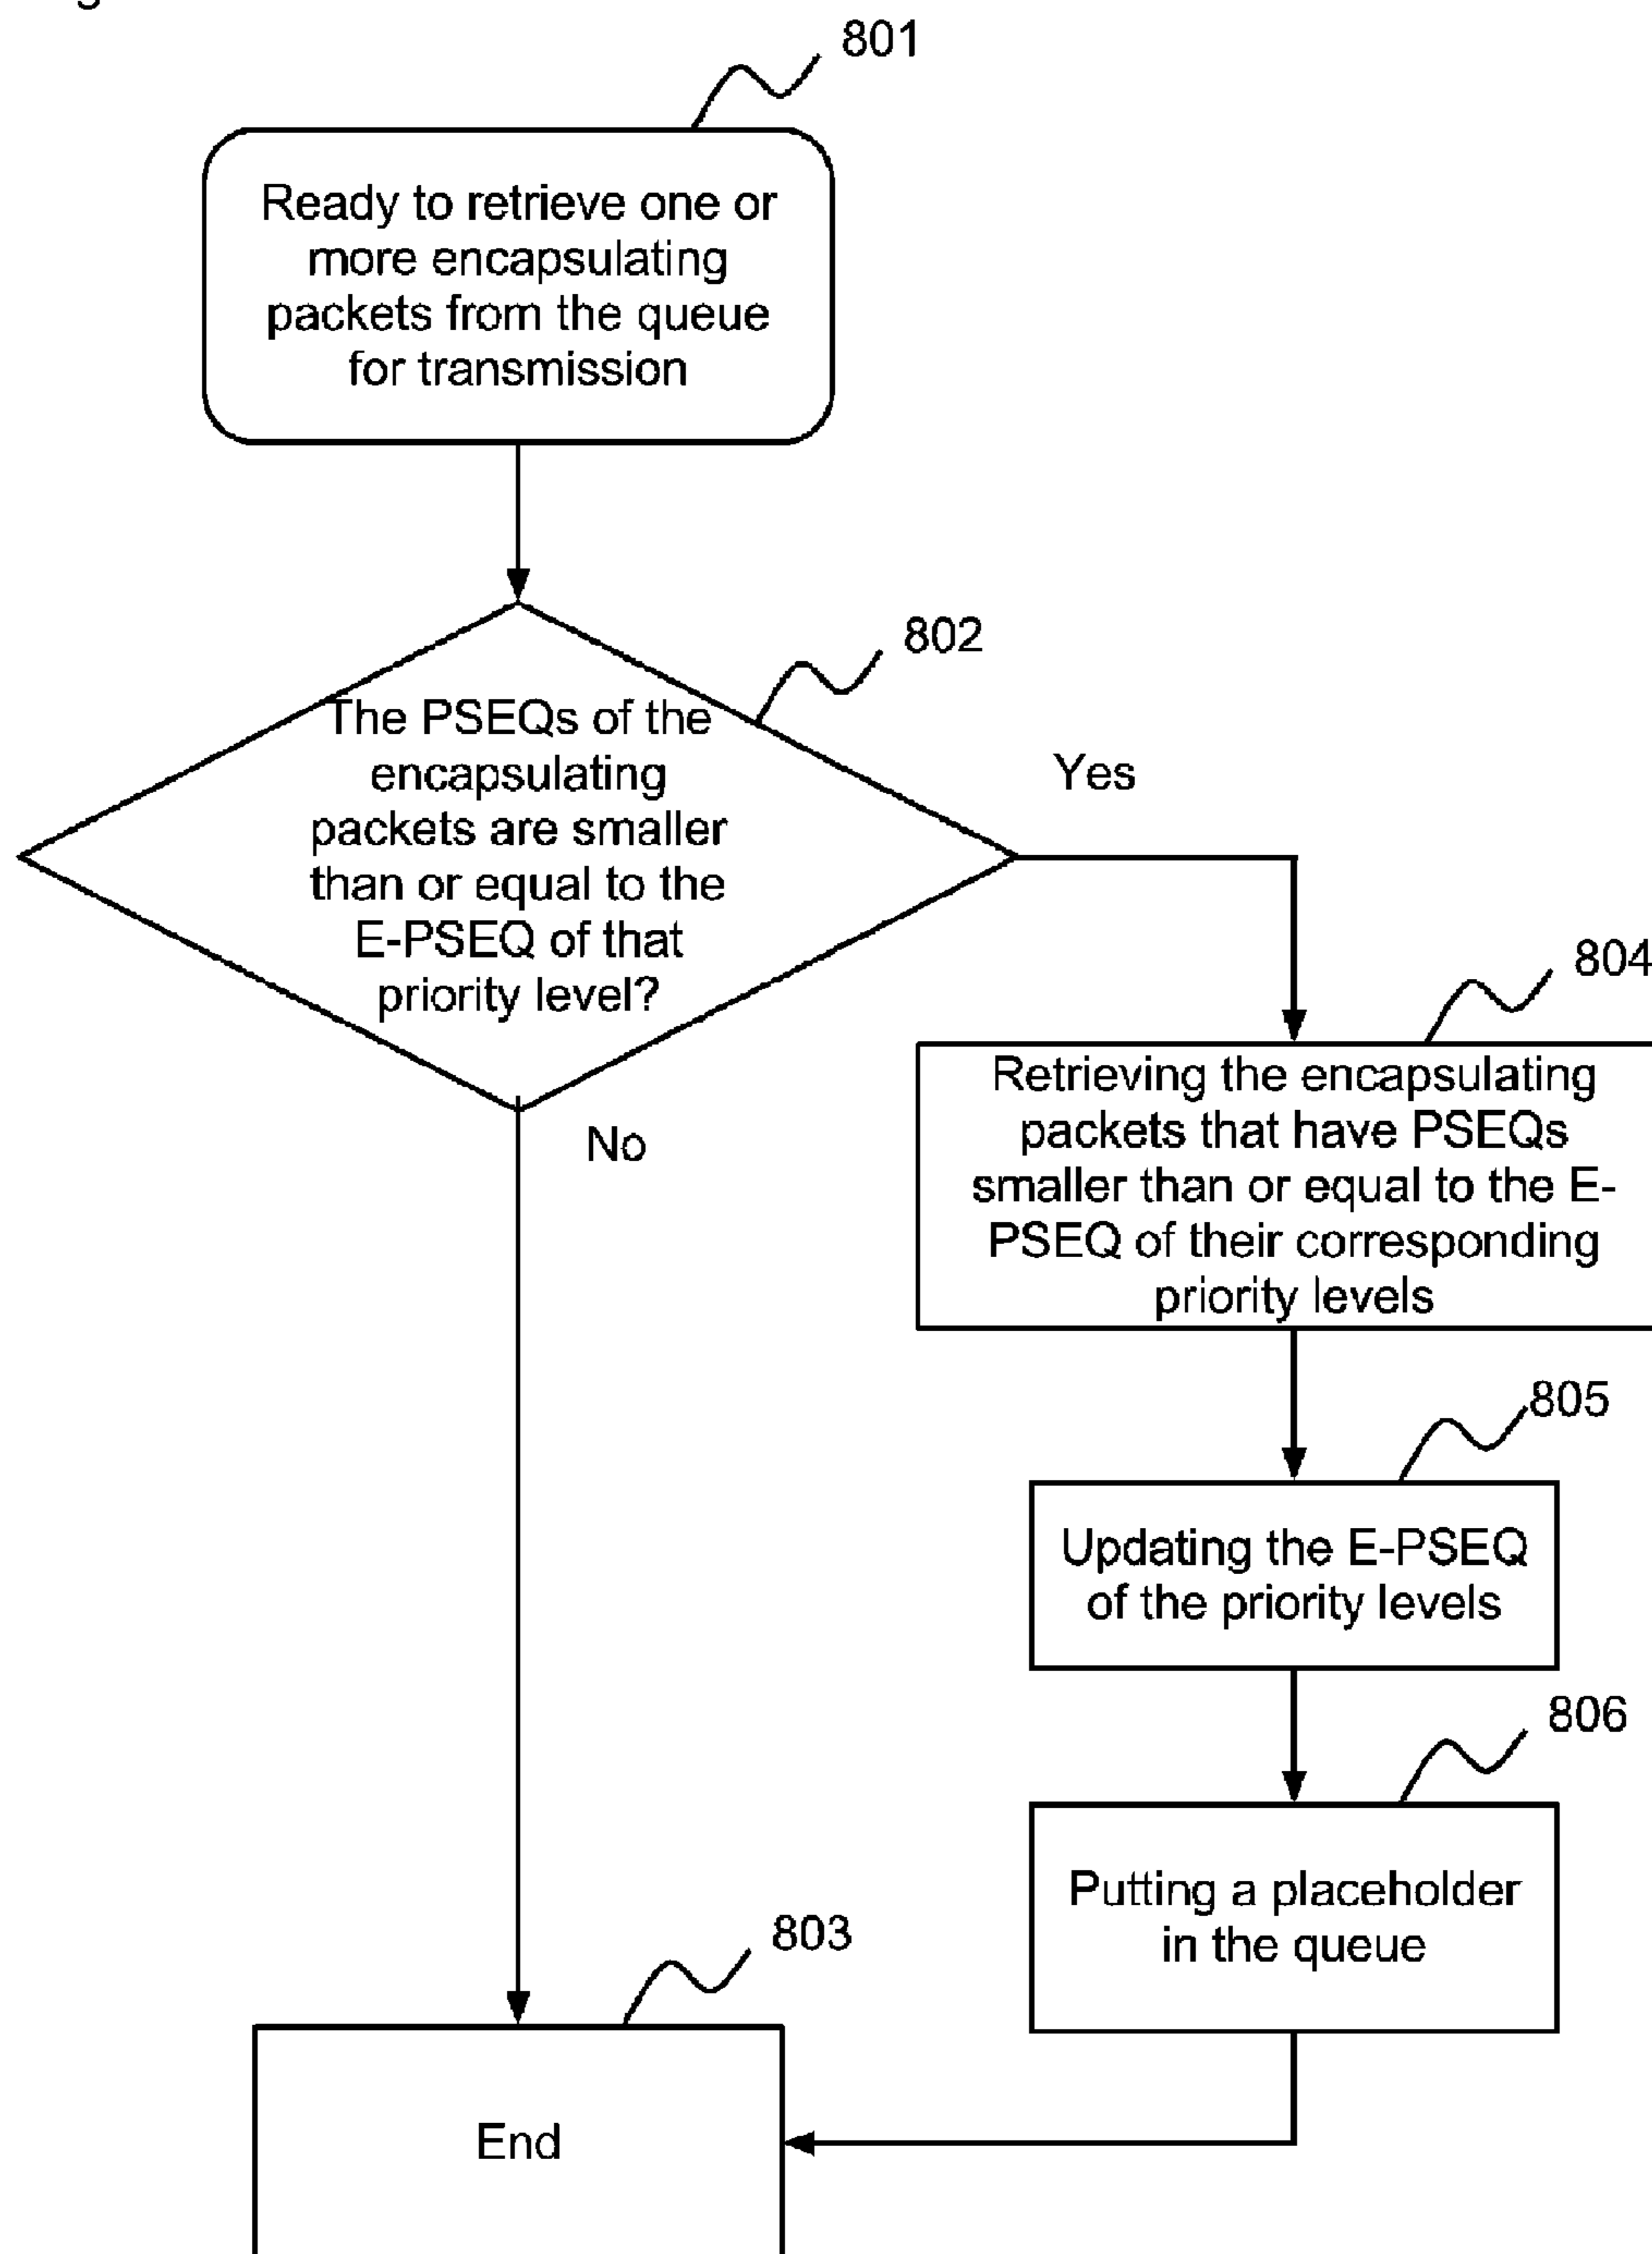 801
Ready to retrieve one or
more encapsulating
packets from the queue
for transmission
802
The PSEQs of the
encapsulating
packets are smaller
than or equal to the
E-PSEQ of that
priority level?
Yes
No
804
Retrieving the encapsulating
packets that have PSEQs
smaller than or equal to the E-
PSEQ of their corresponding
priority levels
805
Updating the E-PSEQ
of the priority levels
806
Putting a placeholder
in the queue
803
End